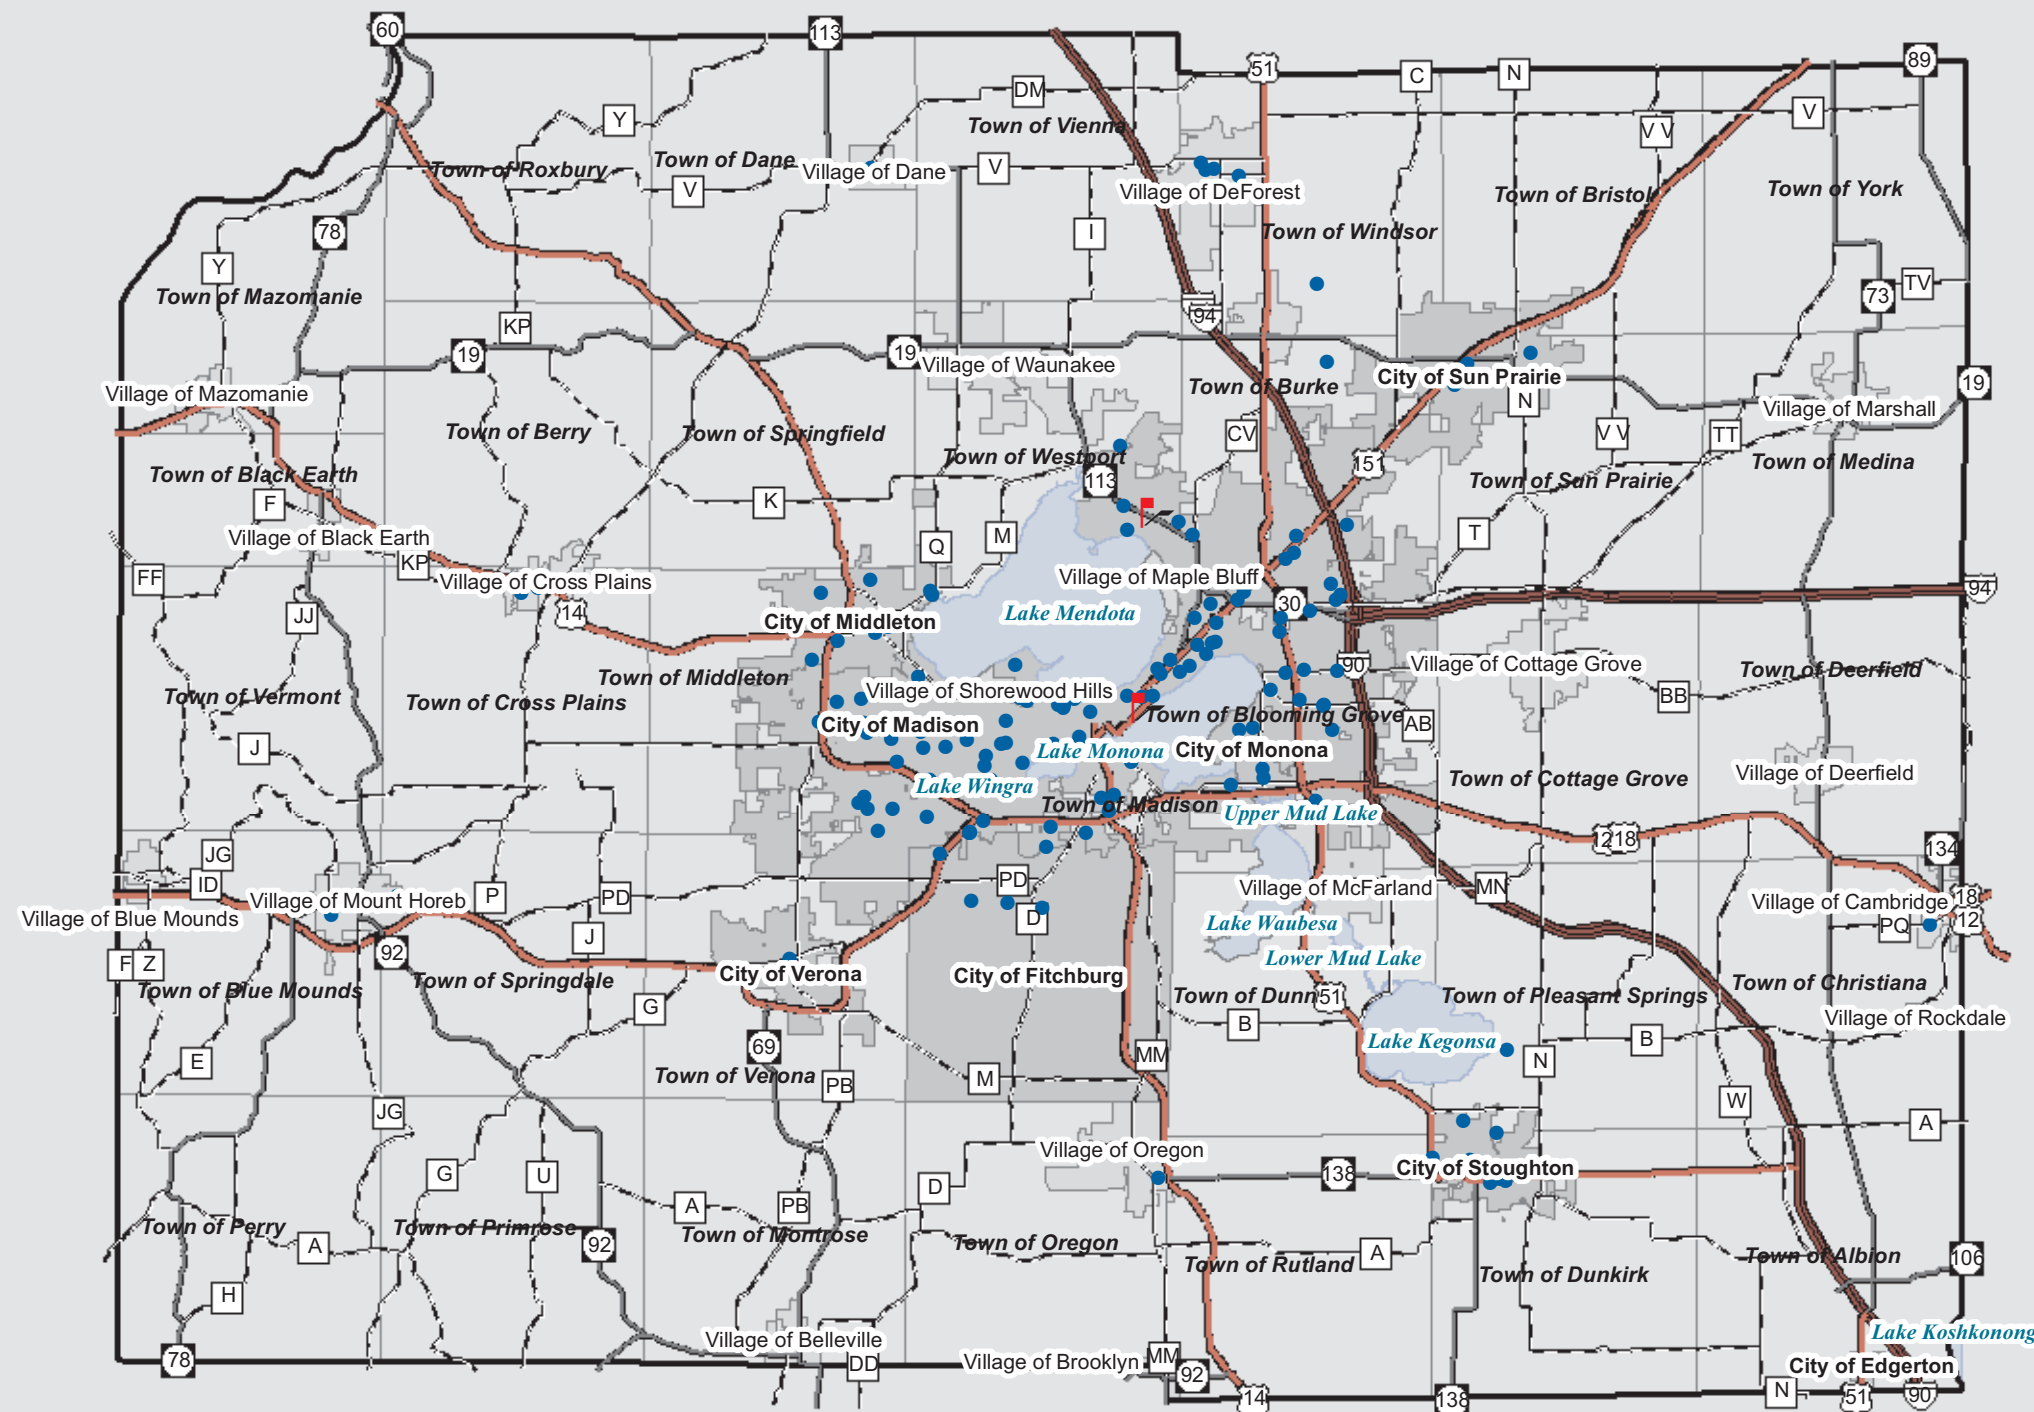 60
113
51
C
N
89
DM
Y
Town of Vienna
V V
V
Town of Roxbury
Town of Dane
Village of Dane
V
V
Village of DeForest
Town of Bristol
Town of York
78
I
Town of Windsor
Y
Town of Mazomanie
KP
94
73
TV
19
19
Village of Waunakee
Town of Burke
City of Sun Prairie
19
Village of Mazomanie
N
Village of Marshall
Town of Berry
Town of Springfield
CV
V V
TT
Town of Westport
151
Town of Medina
Town of Black Earth
113
Town of Sun Prairie
F
K
Village of Black Earth
Q
M
T
KP
FF
Village of Cross Plains
Village of Maple Bluff
94
14
JJ
City of Middleton
Lake Mendota
30
Town of Middleton
90
Village of Cottage Grove
Town of Deerfield
Town of Vermont
Town of Cross Plains
Village of Shorewood Hills
BB
City of Madison
Town of Blooming Grove
AB
J
Lake Monona
City of Monona
Lake Wingra
Town of Cottage Grove
Village of Deerfield
Town of Madison
Upper Mud Lake
1218
JG
134
ID
P
PD
PD
Village of McFarland
MN
Village of Mount Horeb
Village of Cambridge
18
Village of Blue Mounds
D
Lake Waubesa
PQ
12
J
92
F
Z
City of Verona
City of Fitchburg
Lower Mud Lake
Town of Blue Mounds
Town of Springdale
Town of Dunn
51
Town of Pleasant Springs
Town of Christiana
G
B
Village of Rockdale
69
Lake Kegonsa
B
E
MM
N
Town of Verona
PB
M
JG
W
A
Village of Oregon
G
U
138
City of Stoughton
D
A
PB
Town of Perry
Town of Primrose
Town of Montrose
A
92
Town of Oregon
Town of Rutland
A
Town of Albion
106
Town of Dunkirk
H
Village of Belleville
Lake Koshkonong
78
DD
Village of Brooklyn
MM
92
City of Edgerton
14
138
N
51
90